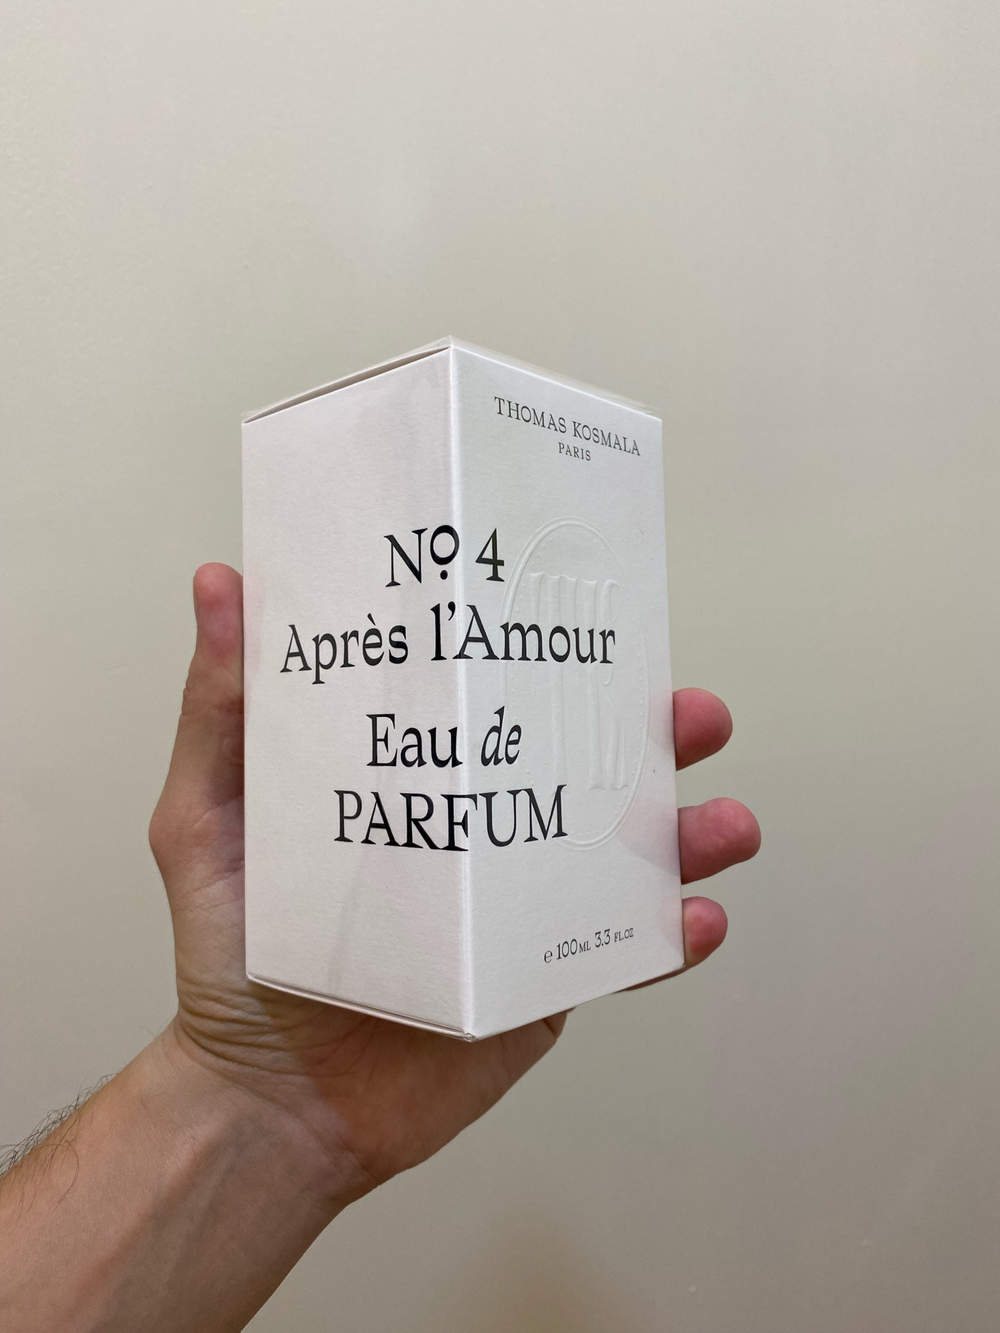 THOMAS KOSMALA
PARIS
Nº 4
Après l’Amour
Eau de
PARFUM
℮ 100ML 3.3 FL.OZ